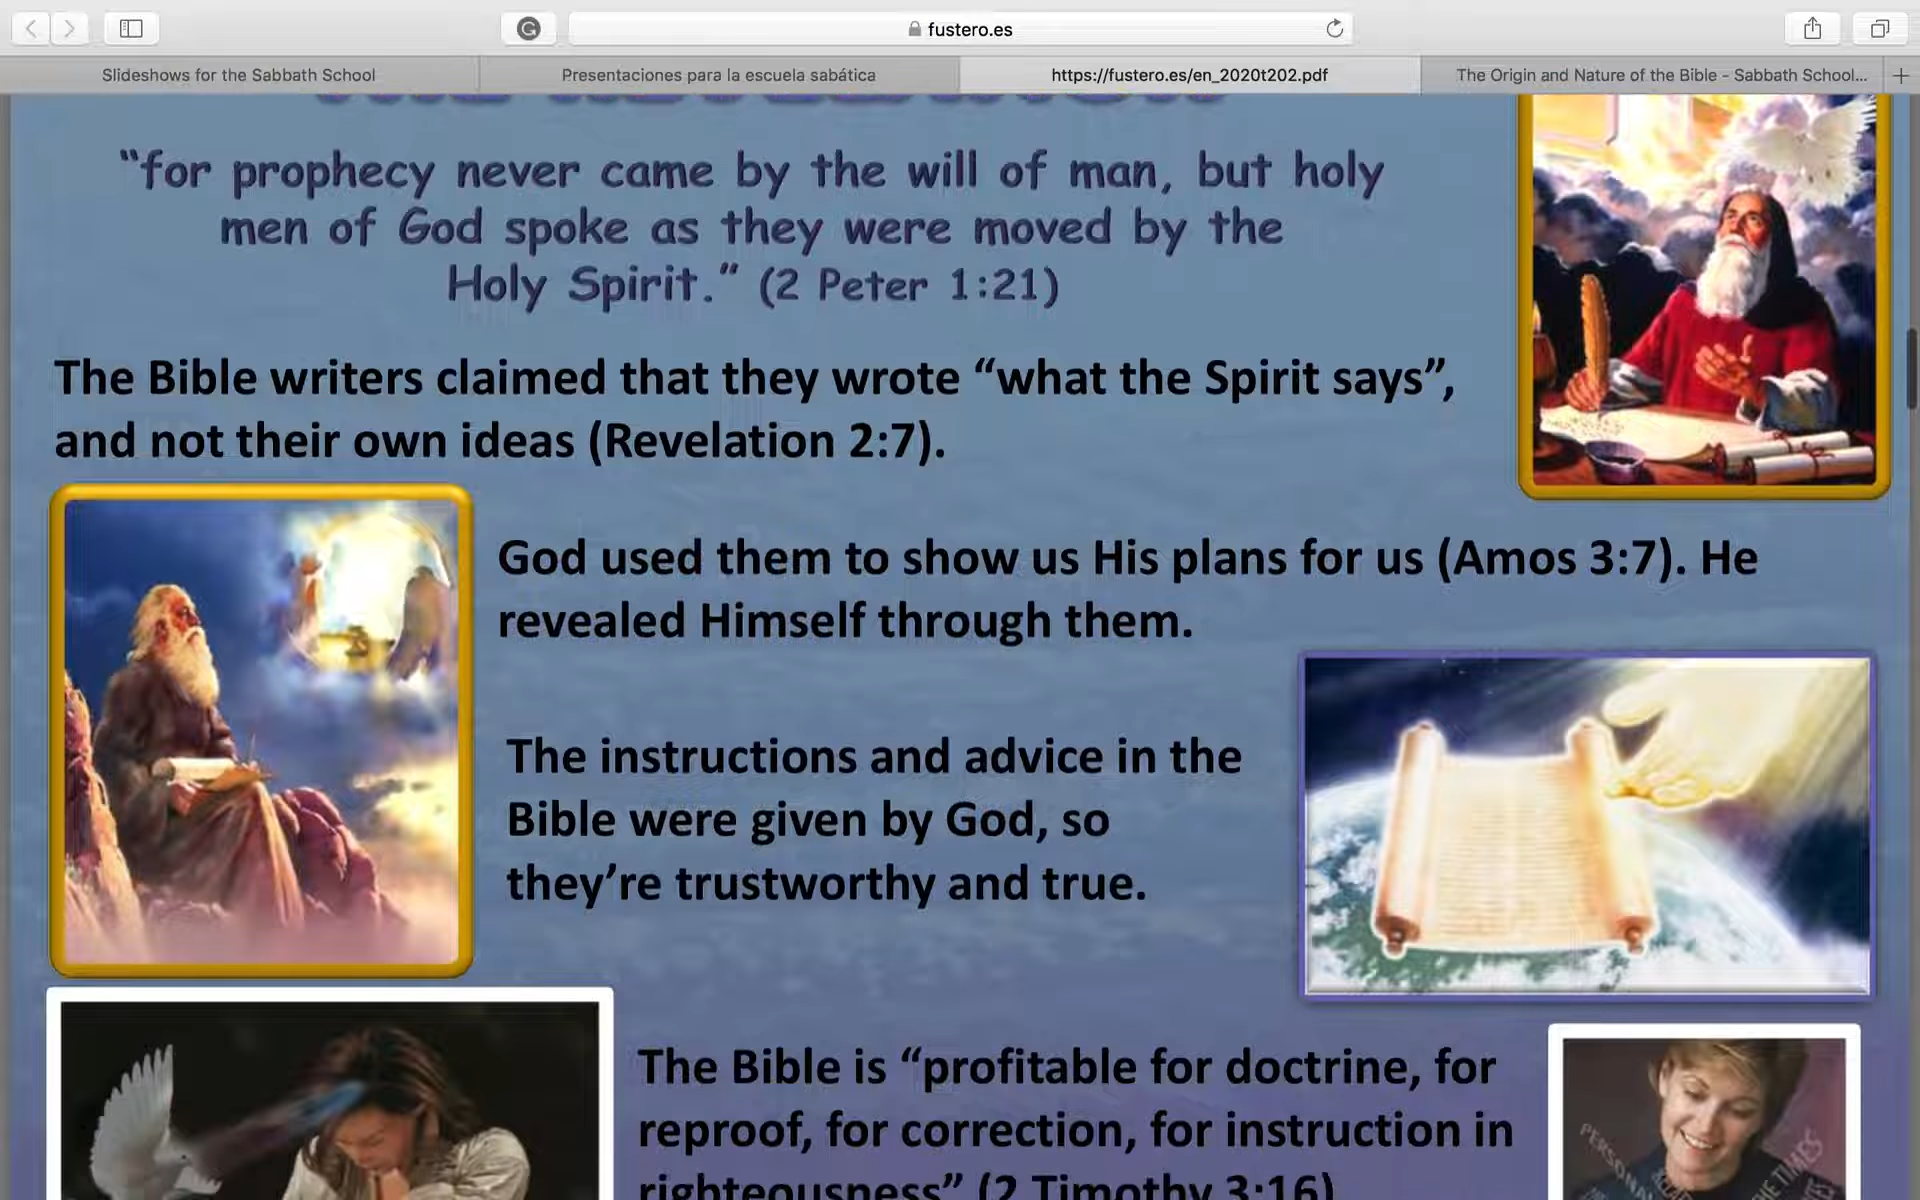 fustero.es
Slideshows for the Sabbath School
Presentaciones para la escuela sabática
https://fustero.es/en_2020t202.pdf
The Origin and Nature of the Bible - Sabbath School...
“for prophecy never came by the will of man, but holy
men of God spoke as they were moved by the
Holy Spirit.” (2 Peter 1:21)
The Bible writers claimed that they wrote “what the Spirit says”,
and not their own ideas (Revelation 2:7).
God used them to show us His plans for us (Amos 3:7). He
revealed Himself through them.
The instructions and advice in the
Bible were given by God, so
they’re trustworthy and true.
The Bible is “profitable for doctrine, for
reproof, for correction, for instruction in
righteousness” (2 Timothy 3:16)